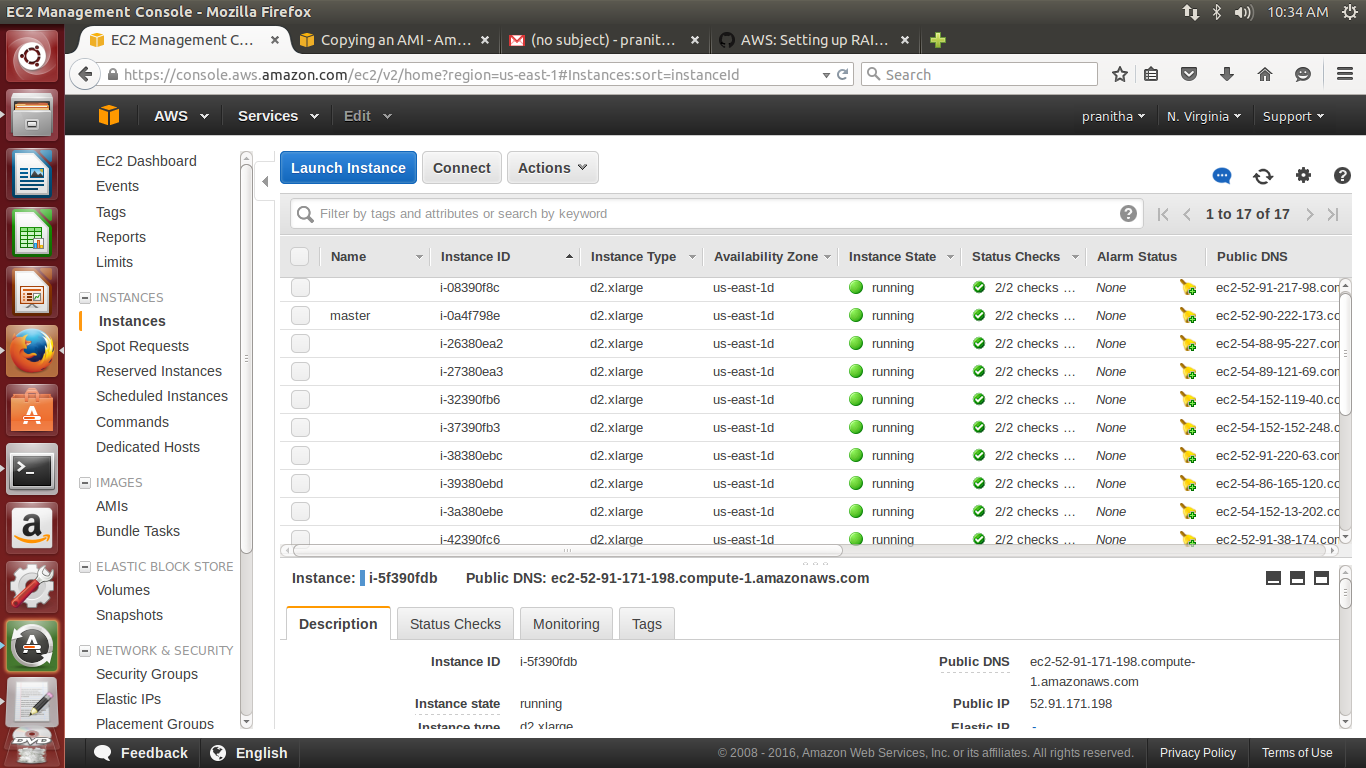 EC2 Management Console - Mozilla Firefox
10:34 AM
EC2 Management C... ×
Copying an AMI - Am... ×
(no subject) - pranit... ×
AWS: Setting up RAI... ×
https://console.aws.amazon.com/ec2/v2/home?region=us-east-1#Instances:sort=instanceId
Search
AWS
Services
Edit
pranitha
N. Virginia
Support
EC2 Dashboard
Events
Tags
Reports
Limits
INSTANCES
Instances
Spot Requests
Reserved Instances
Scheduled Instances
Commands
Dedicated Hosts
IMAGES
AMIs
Bundle Tasks
ELASTIC BLOCK STORE
Volumes
Snapshots
NETWORK & SECURITY
Security Groups
Elastic IPs
Placement Groups
Launch Instance
Connect
Actions
Filter by tags and attributes or search by keyword
1 to 17 of 17
Name Instance ID Instance Type Availability Zone Instance State Status Checks Alarm Status Public DNS
i-08390f8c d2.xlarge us-east-1d running 2/2 checks ... None ec2-52-91-217-98.com
master i-0a4f798e d2.xlarge us-east-1d running 2/2 checks ... None ec2-52-90-222-173.co
i-26380ea2 d2.xlarge us-east-1d running 2/2 checks ... None ec2-54-88-95-227.com
i-27380ea3 d2.xlarge us-east-1d running 2/2 checks ... None ec2-54-89-121-69.com
i-32390fb6 d2.xlarge us-east-1d running 2/2 checks ... None ec2-54-152-119-40.co
i-37390fb3 d2.xlarge us-east-1d running 2/2 checks ... None ec2-54-152-152-248.c
i-38380ebc d2.xlarge us-east-1d running 2/2 checks ... None ec2-52-91-220-63.com
i-39380ebd d2.xlarge us-east-1d running 2/2 checks ... None ec2-54-86-165-120.co
i-3a380ebe d2.xlarge us-east-1d running 2/2 checks ... None ec2-54-152-13-202.co
i-42390fc6 d2.xlarge us-east-1d running 2/2 checks ... None ec2-52-91-38-174.com
Instance: i-5f390fdb Public DNS: ec2-52-91-171-198.compute-1.amazonaws.com
Description
Status Checks
Monitoring
Tags
Instance ID i-5f390fdb
Public DNS ec2-52-91-171-198.compute-
1.amazonaws.com
Instance state running
Public IP 52.91.171.198
Instance type d2.xlarge
Elastic IP -
Feedback
English
© 2008 - 2016, Amazon Web Services, Inc. or its affiliates. All rights reserved.
Privacy Policy
Terms of Use